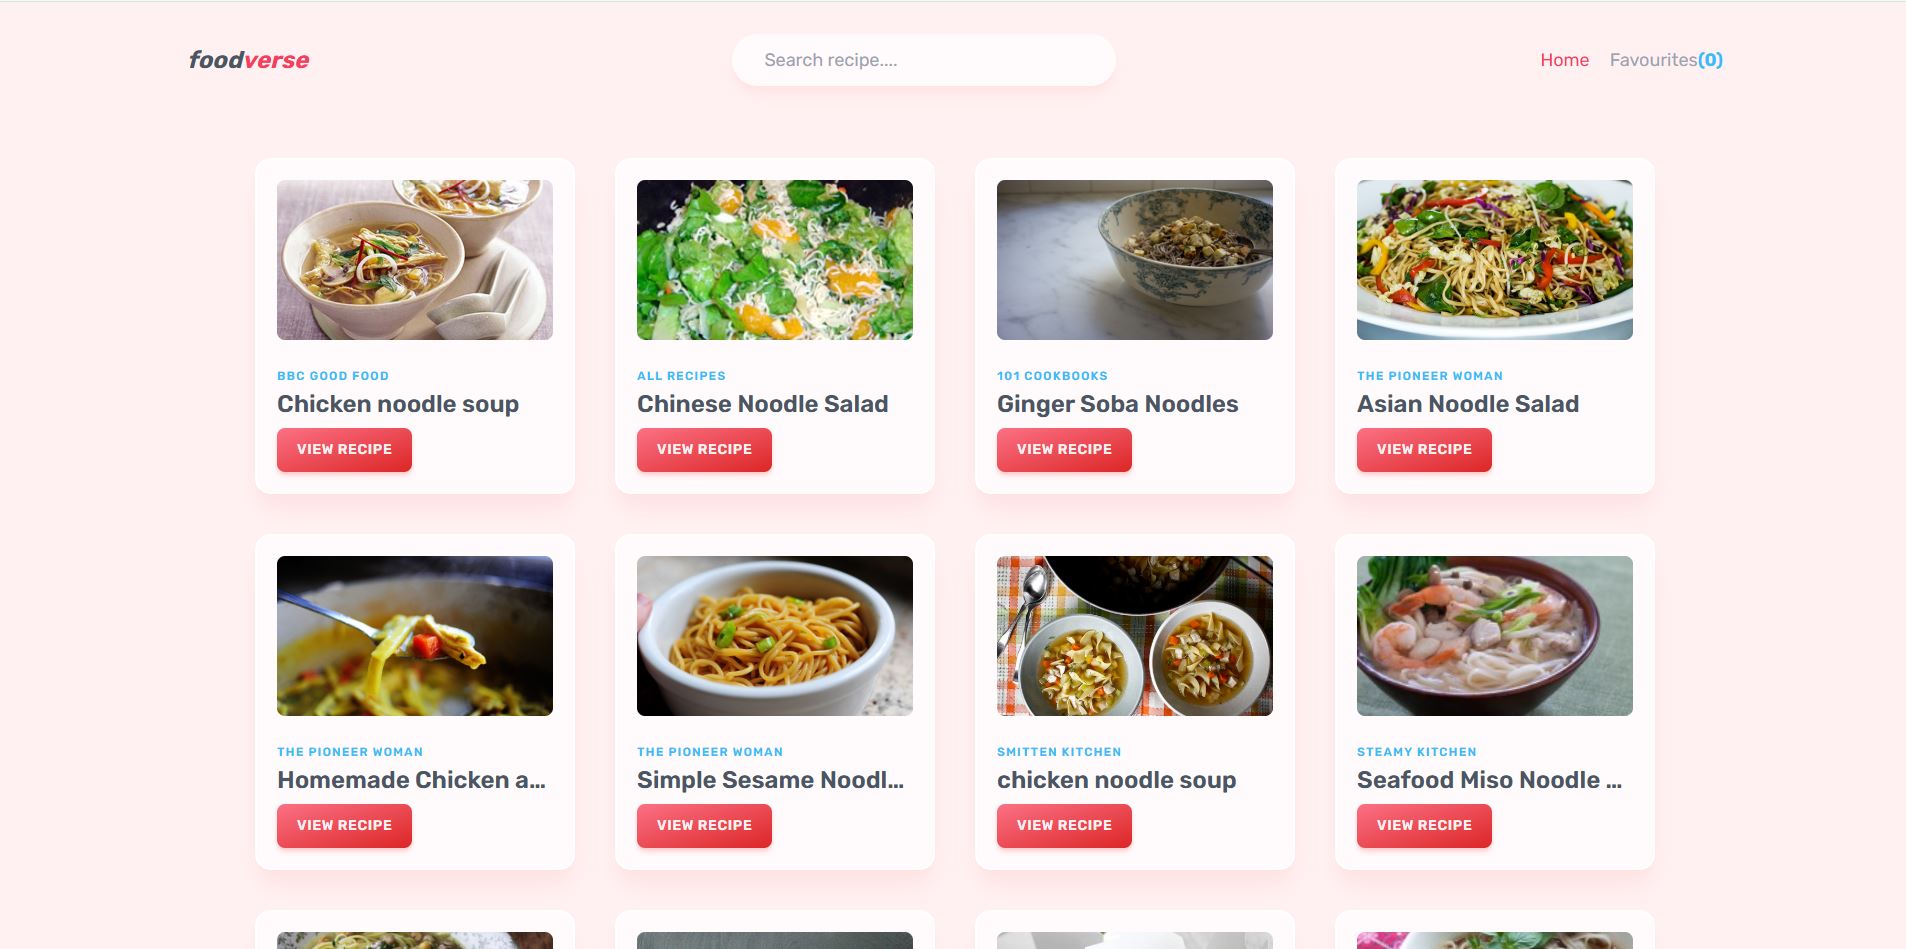 foodverse
Search recipe....
Home
Favourites(0)
BBC GOOD FOOD
Chicken noodle soup
VIEW RECIPE
ALL RECIPES
Chinese Noodle Salad
VIEW RECIPE
101 COOKBOOKS
Ginger Soba Noodles
VIEW RECIPE
THE PIONEER WOMAN
Asian Noodle Salad
VIEW RECIPE
THE PIONEER WOMAN
Homemade Chicken a...
VIEW RECIPE
THE PIONEER WOMAN
Simple Sesame Noodl...
VIEW RECIPE
SMITTEN KITCHEN
chicken noodle soup
VIEW RECIPE
STEAMY KITCHEN
Seafood Miso Noodle ...
VIEW RECIPE